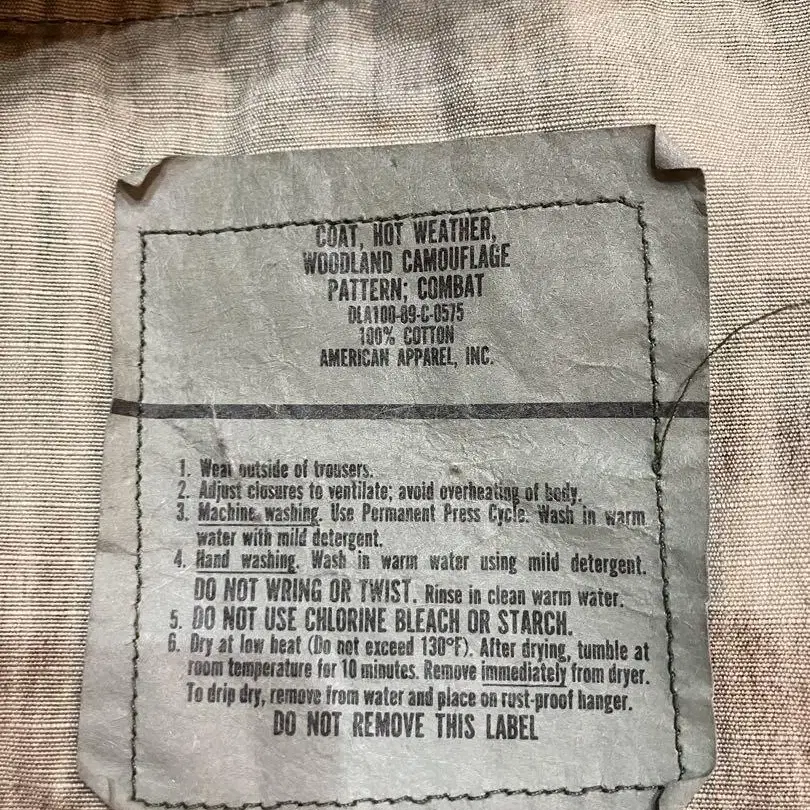 COAT, HOT WEATHER,
WOODLAND CAMOUFLAGE
PATTERN; COMBAT
DLA100-89-C-0575
100% COTTON
AMERICAN APPAREL, INC.
1. Wear outside of trousers.
2. Adjust closures to ventilate; avoid overheating of body.
3. Machine washing. Use Permanent Press Cycle. Wash in warm
water with mild detergent.
4. Hand washing. Wash in warm water using mild detergent.
DO NOT WRING OR TWIST. Rinse in clean warm water.
5. DO NOT USE CHLORINE BLEACH OR STARCH.
6. Dry at low heat (Do not exceed 130°F). After drying, tumble at
room temperature for 10 minutes. Remove immediately from dryer.
To drip dry, remove from water and place on rust-proof hanger.
DO NOT REMOVE THIS LABEL